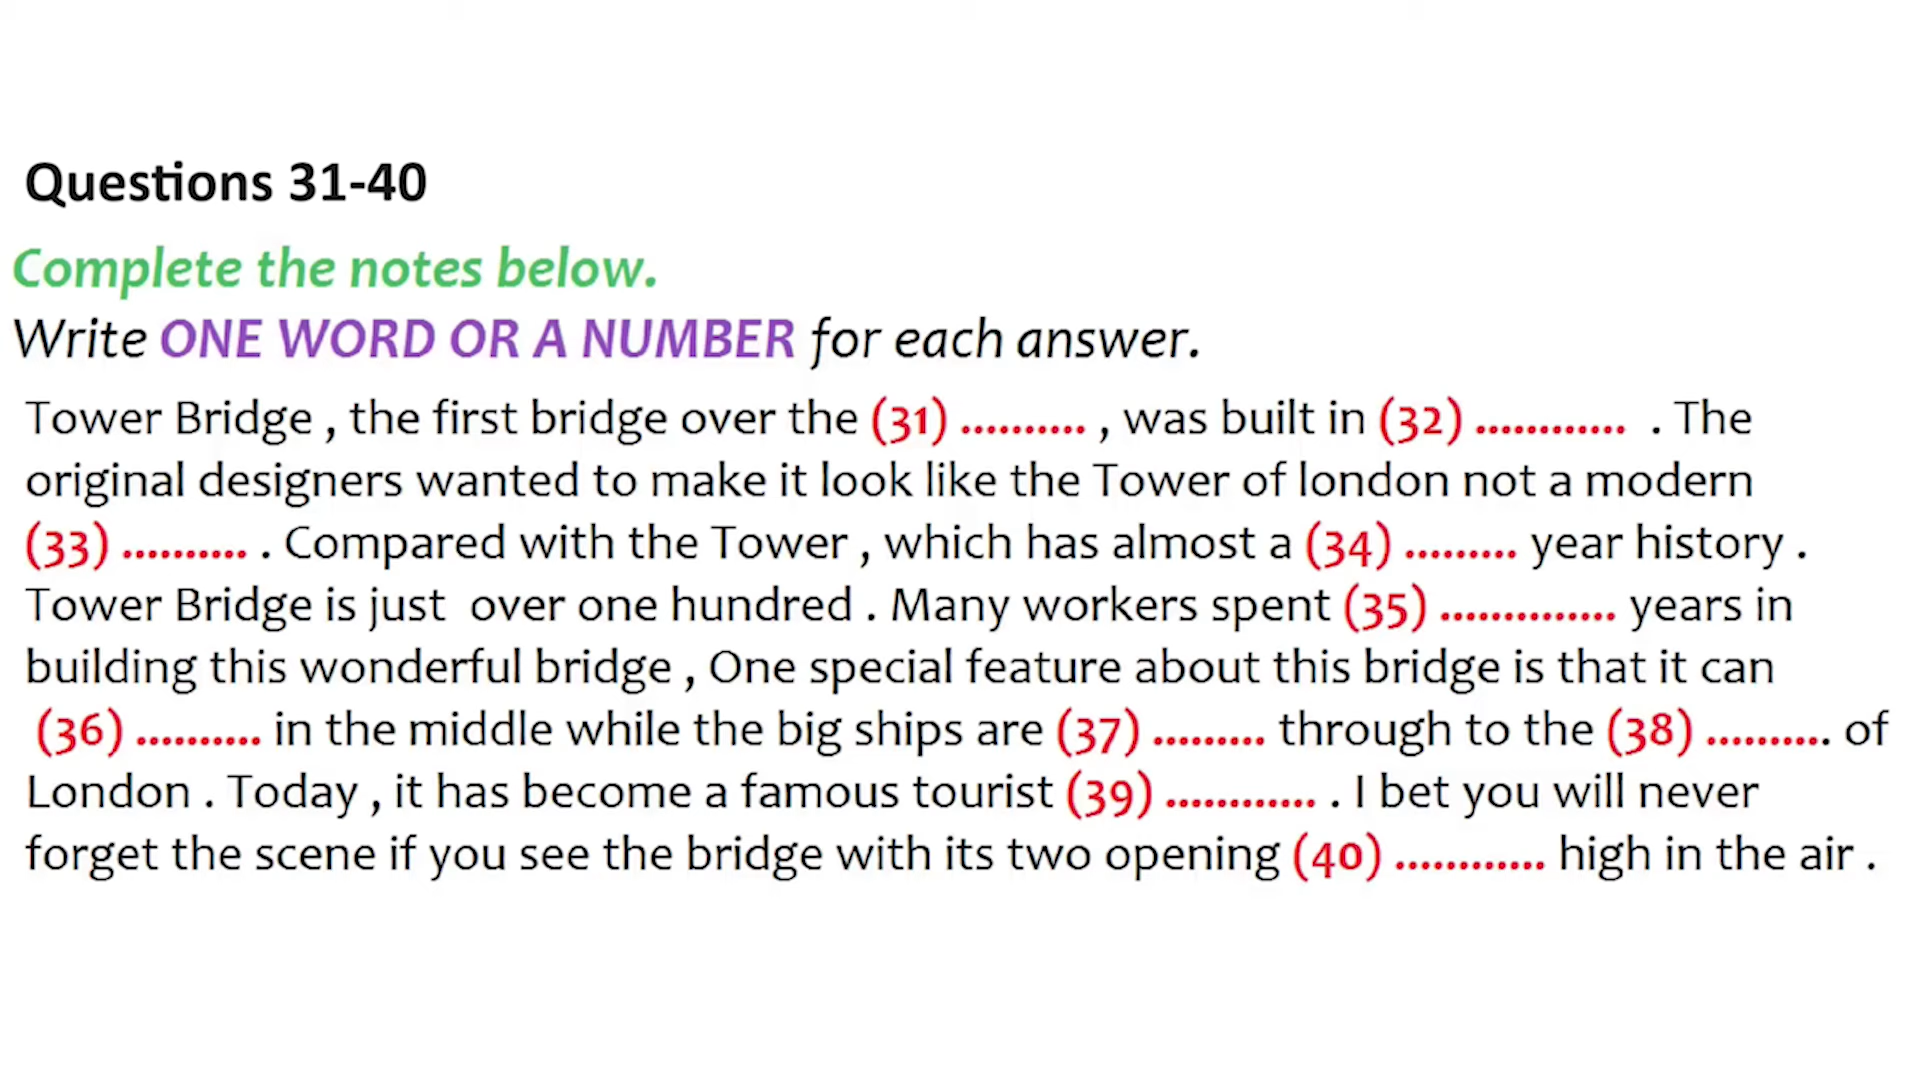 Questions 31-40
Complete the notes below.
Write ONE WORD OR A NUMBER for each answer.
Tower Bridge , the first bridge over the (31) .......... , was built in (32) ............ . The
original designers wanted to make it look like the Tower of london not a modern
(33) .......... . Compared with the Tower , which has almost a (34) ......... year history .
Tower Bridge is just over one hundred . Many workers spent (35) .............. years in
building this wonderful bridge , One special feature about this bridge is that it can
(36) .......... in the middle while the big ships are (37) ......... through to the (38) .......... of
London . Today , it has become a famous tourist (39) ............ . I bet you will never
forget the scene if you see the bridge with its two opening (40) ............ high in the air .